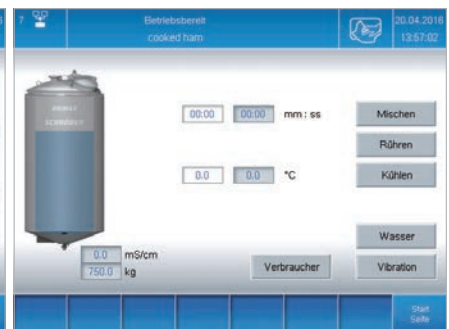 7 Betriebsbereit 20.04.2016
cooked ham 13:57:02
00:00 00:00 mm : ss Mischen
Rühren
0.0 0.0 °C Kühlen
Wasser
0.0 mS/cm
750.0 kg Verbraucher Vibration
Start
Seite